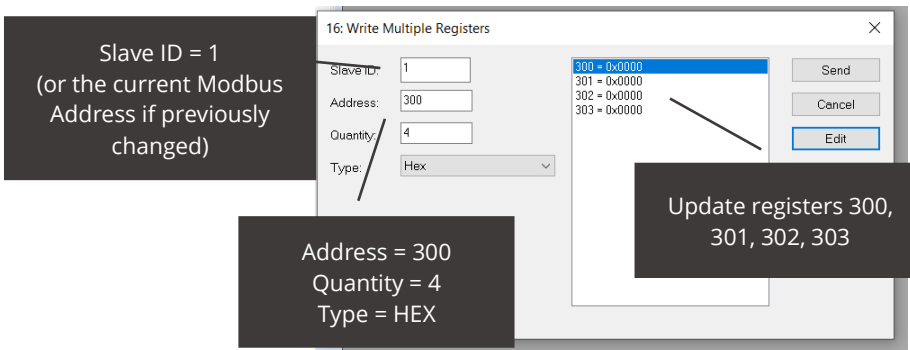 16: Write Multiple Registers
Slave ID = 1
(or the current Modbus
Address if previously
changed)
Slave ID:
1
Address:
300
Quantity:
4
Type:
Hex
300 = 0x0000
301 = 0x0000
302 = 0x0000
303 = 0x0000
Send
Cancel
Edit
Update registers 300,
301, 302, 303
Address = 300
Quantity = 4
Type = HEX